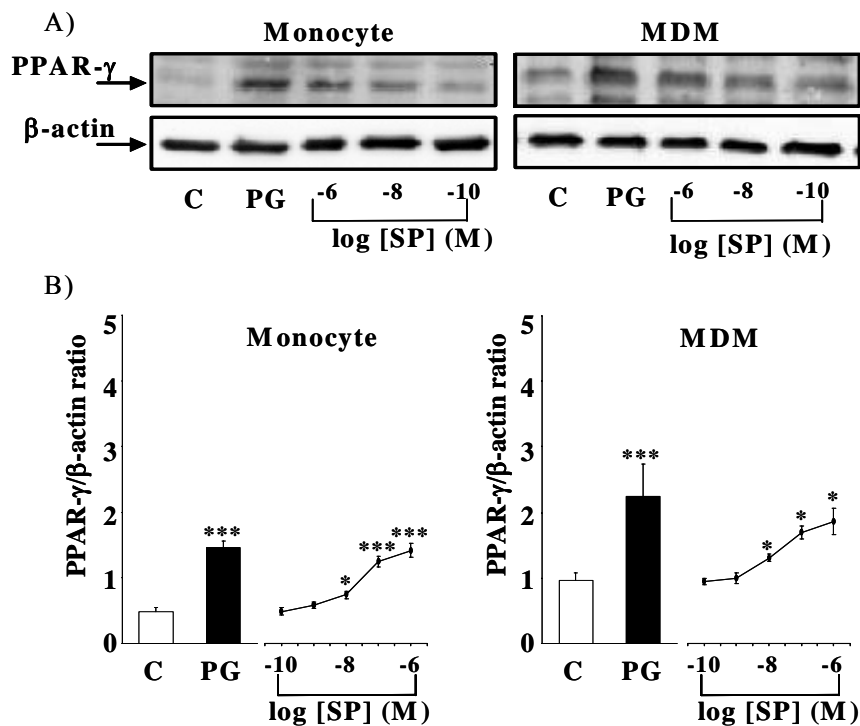 A)
Monocyte
MDM
PPAR-γ
β-actin
C PG -6 -8 -10
log [SP] (M)
C PG -6 -8 -10
log [SP] (M)
B)
Monocyte
PPAR-γ/β-actin ratio
5
4
3
2
1
0
***
*
***
***
C PG -10 -8 -6
log [SP] (M)
MDM
PPAR-γ/β-actin ratio
5
4
3
2
1
0
***
*
*
*
C PG -10 -8 -6
log [SP] (M)